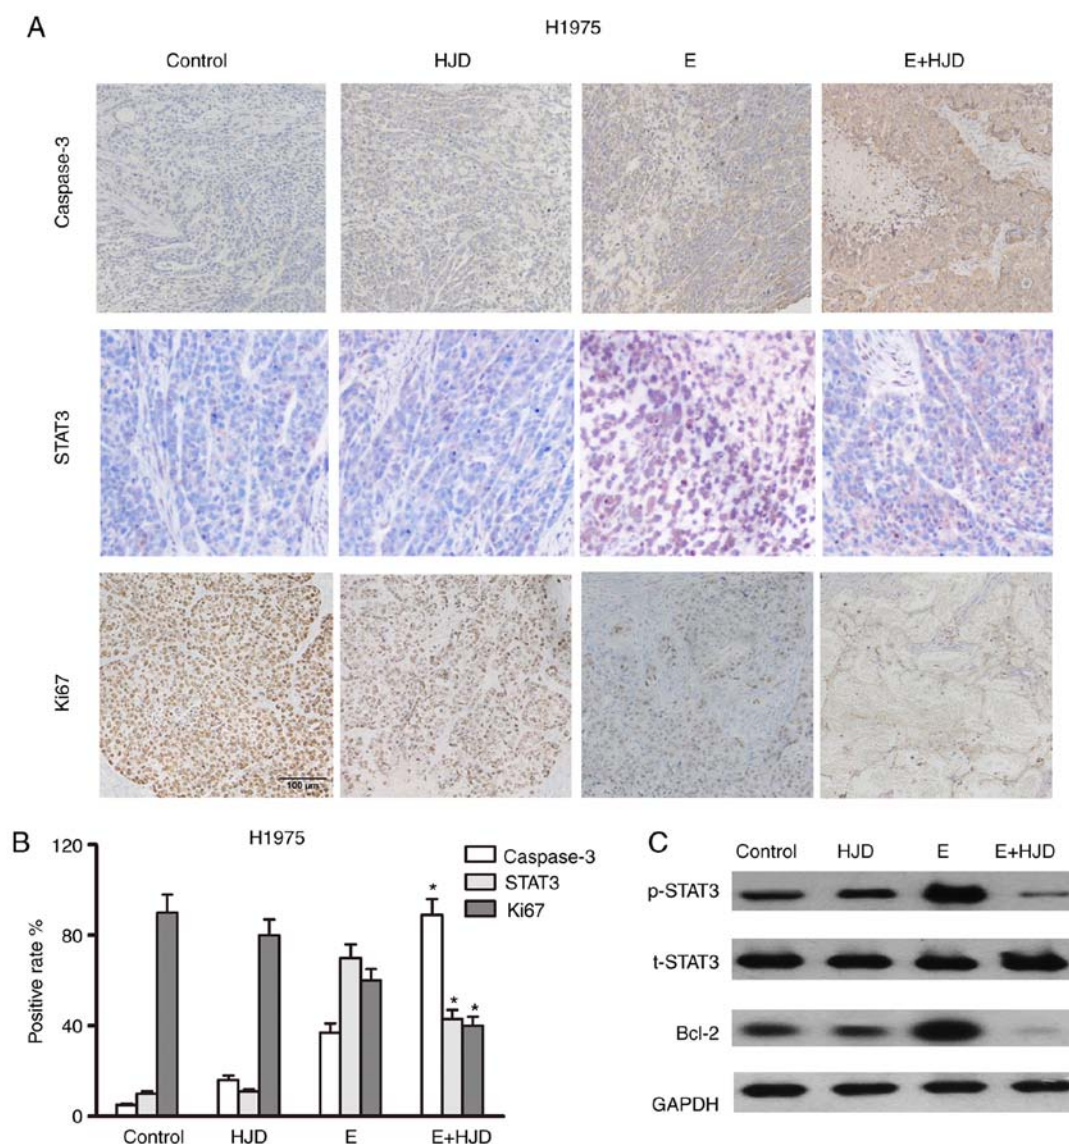 A
H1975
Control HJD E E+HJD
Caspase-3
STAT3
Ki67
100 µm
B
H1975
Positive rate %
120
80
40
0
Caspase-3
STAT3
Ki67
*
* *
Control HJD E E+HJD
C
Control HJD E E+HJD
p-STAT3
t-STAT3
Bcl-2
GAPDH